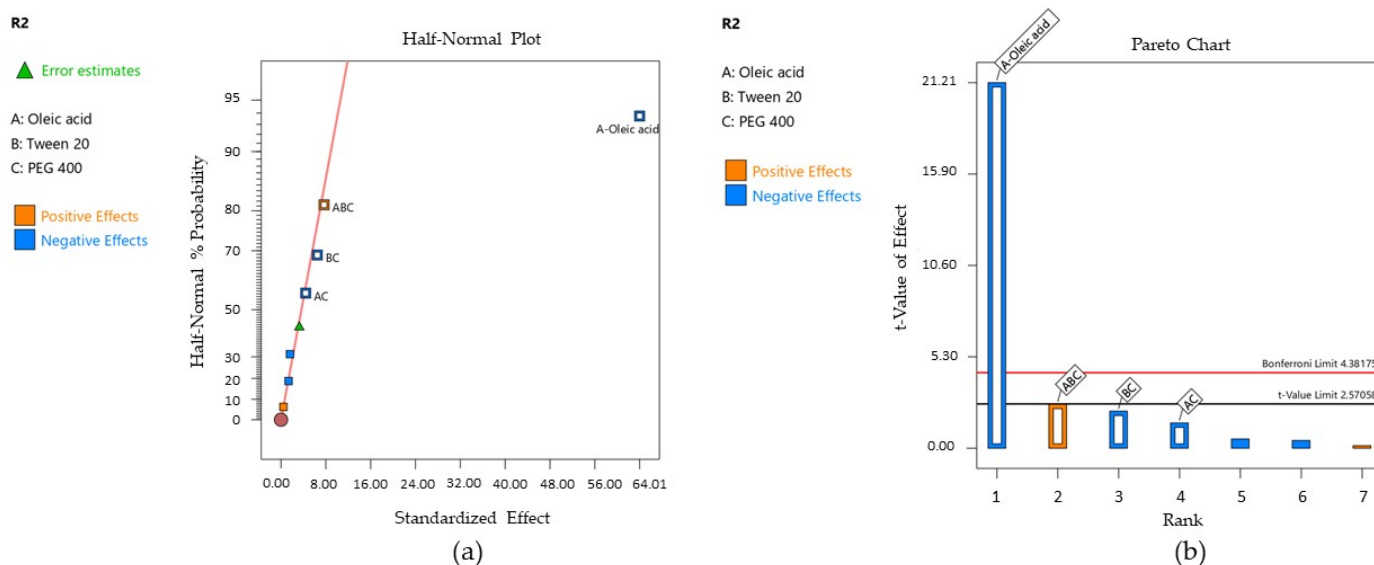 R2
Error estimates
A: Oleic acid
B: Tween 20
C: PEG 400
Positive Effects
Negative Effects
Half-Normal Plot
Half-Normal % Probability
95
90
80
70
50
30
20
10
0
A-Oleic acid
ABC
BC
AC
0.00 8.00 16.00 24.00 32.00 40.00 48.00 56.00 64.01
Standardized Effect
(a)
R2
A: Oleic acid
B: Tween 20
C: PEG 400
Positive Effects
Negative Effects
Pareto Chart
t-Value of Effect
21.21
15.90
10.60
5.30
0.00
A-Oleic acid
ABC
BC
AC
Bonferroni Limit 4.38175
t-Value Limit 2.57058
1 2 3 4 5 6 7
Rank
(b)